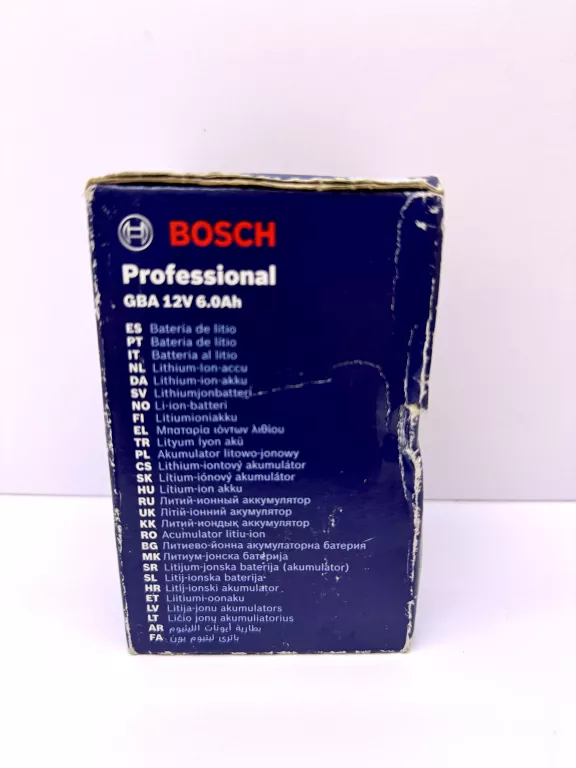 BOSCH
Professional
GBA 12V 6.0Ah
ES Batería de litio
PT Bateria de lítio
IT Batteria al litio
NL Lithium-ion-accu
DA Lithium-ion-akku
SV Lithiumjonbatteri
NO Li-ion-batteri
FI Litiumioniakku
EL Μπαταρία ιόντων λιθίου
TR Lityum İyon akü
PL Akumulator litowo-jonowy
CS Lithium-iontový akumulátor
SK Lítium-iónový akumulátor
HU Lítium-ion akku
RU Литий-ионный аккумулятор
UK Літій-іонний акумулятор
KK Литий-иондық аккумулятор
RO Acumulator litiu-ion
BG Литиево-йонна акумулаторна батерия
MK Литиум-јонска батерија
SR Litijum-jonska baterija (akumulator)
SL Litij-ionska baterija
HR Litij-ionski akumulator
ET Liitiumi-oonaku
LV Litija-jonu akumulators
LT Ličio jonų akumuliatorius
AR بطارية أيونات الليثيوم
FA باتری لیتیوم یون